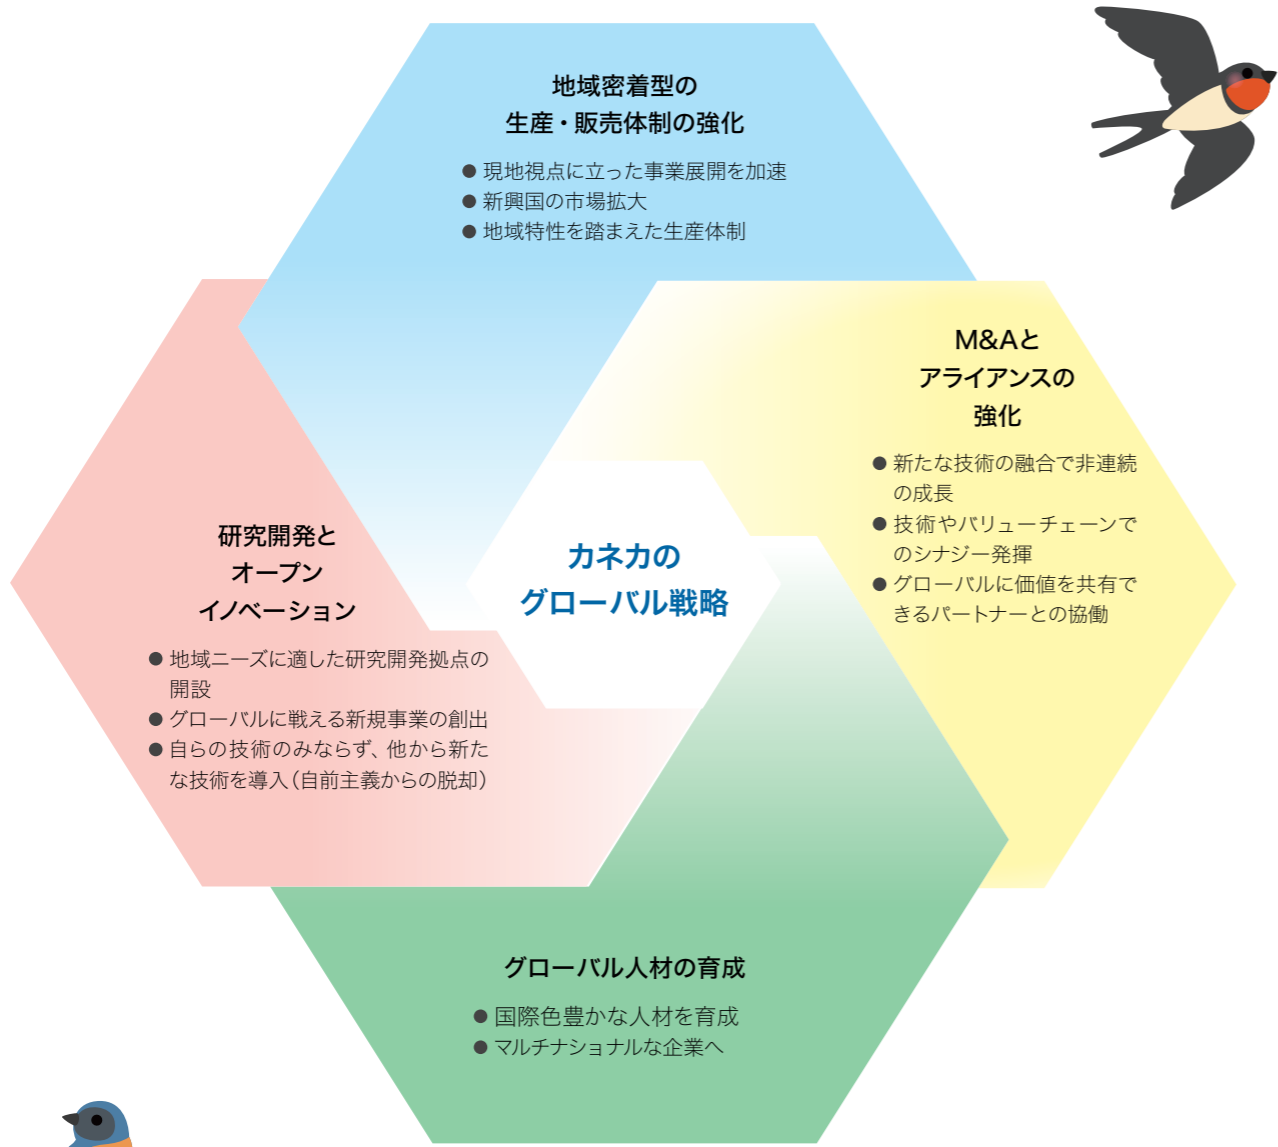 地域密着型の
生産・販売体制の強化
● 現地視点に立った事業展開を加速
● 新興国の市場拡大
● 地域特性を踏まえた生産体制
M&Aと
アライアンスの
強化
● 新たな技術の融合で非連続
の成長
● 技術やバリューチェーンで
のシナジー発揮
● グローバルに価値を共有で
きるパートナーとの協働
カネカの
グローバル戦略
研究開発と
オープン
イノベーション
● 地域ニーズに適した研究開発拠点の
開設
● グローバルに戦える新規事業の創出
● 自らの技術のみならず、他から新た
な技術を導入（自前主義からの脱却）
グローバル人材の育成
● 国際色豊かな人材を育成
● マルチナショナルな企業へ